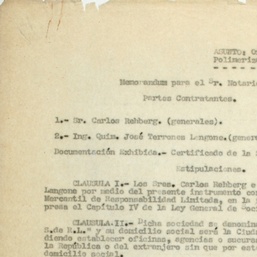 ASUNTO: O
Polimeris
Memorandum para el Sr. Notario
Partes Contratantes.
1.- Sr. Carlos Rehberg. (generales).
2.- Ing. Quim. José Terrones Langone.(gener
Documentación Exhibida.- Certificado de la S
Estipulaciones.
CLAUSULA I.- Los Sres. Carlos Rehberg e
Langone por medio del presente instrumento co
Mercantil de Responsabilidad Limitada, en la
presa el Capítulo IV de la Ley General de Soc
CLAUSULA.II.- Dicha sociedad se denomin
S.de R.L." y su domicilio social será la Ciud
diendo establecer oficinas, agencias o sucurs
la República o del extranjero sin que por est
domicilio social.